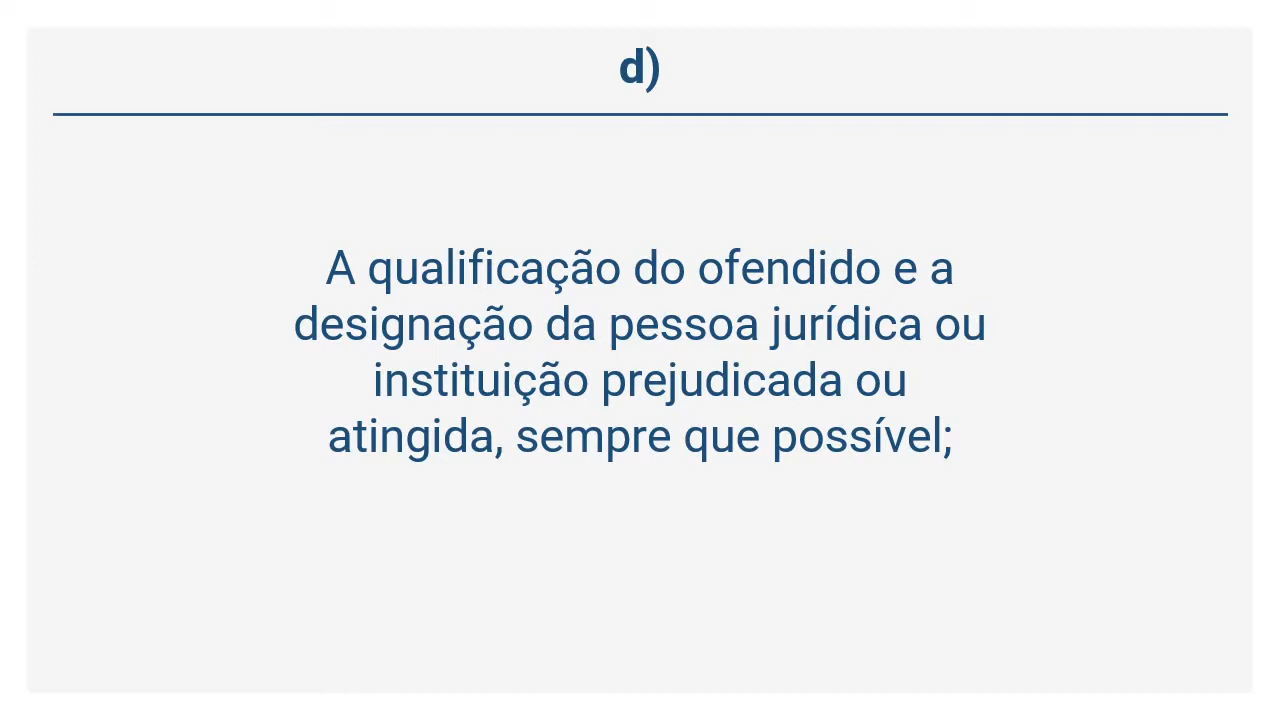 d)
A qualificação do ofendido e a
designação da pessoa jurídica ou
instituição prejudicada ou
atingida, sempre que possível;